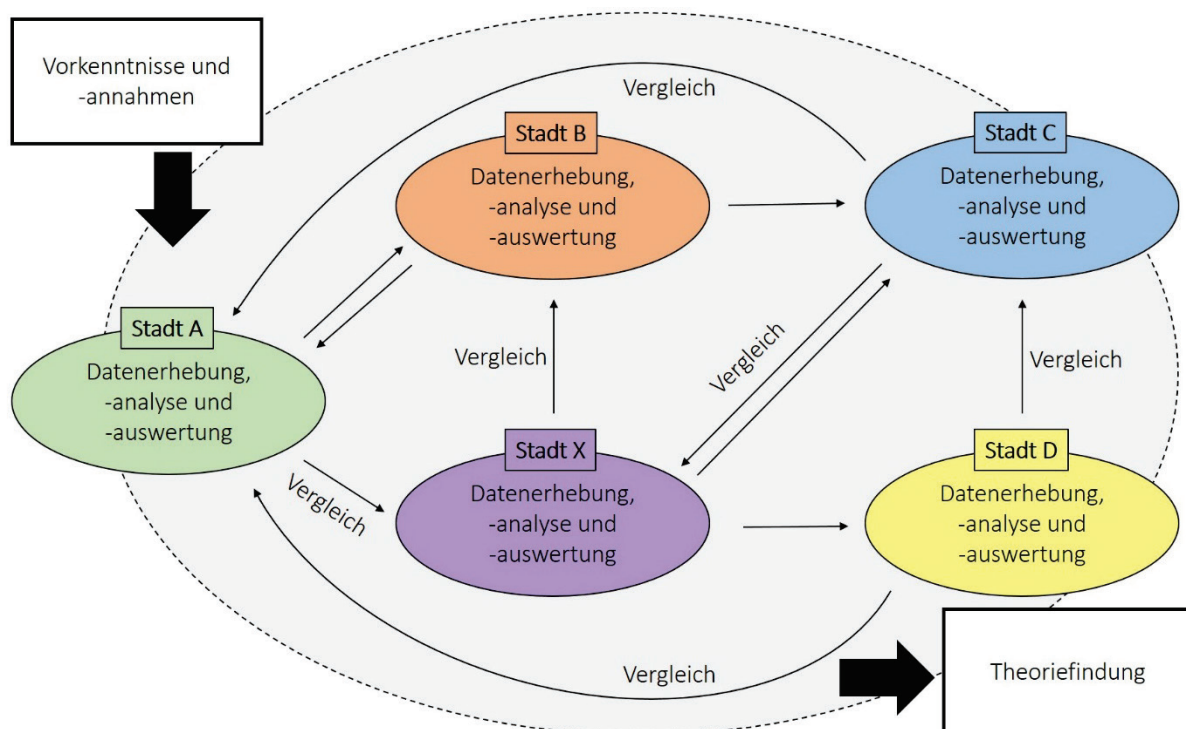 Vorkenntnisse und
-annahmen
Vergleich
Stadt B
Datenerhebung,
-analyse und
-auswertung
Stadt C
Datenerhebung,
-analyse und
-auswertung
Stadt A
Datenerhebung,
-analyse und
-auswertung
Vergleich
Vergleich
Vergleich
Vergleich
Stadt X
Datenerhebung,
-analyse und
-auswertung
Stadt D
Datenerhebung,
-analyse und
-auswertung
Vergleich
Theoriefindung